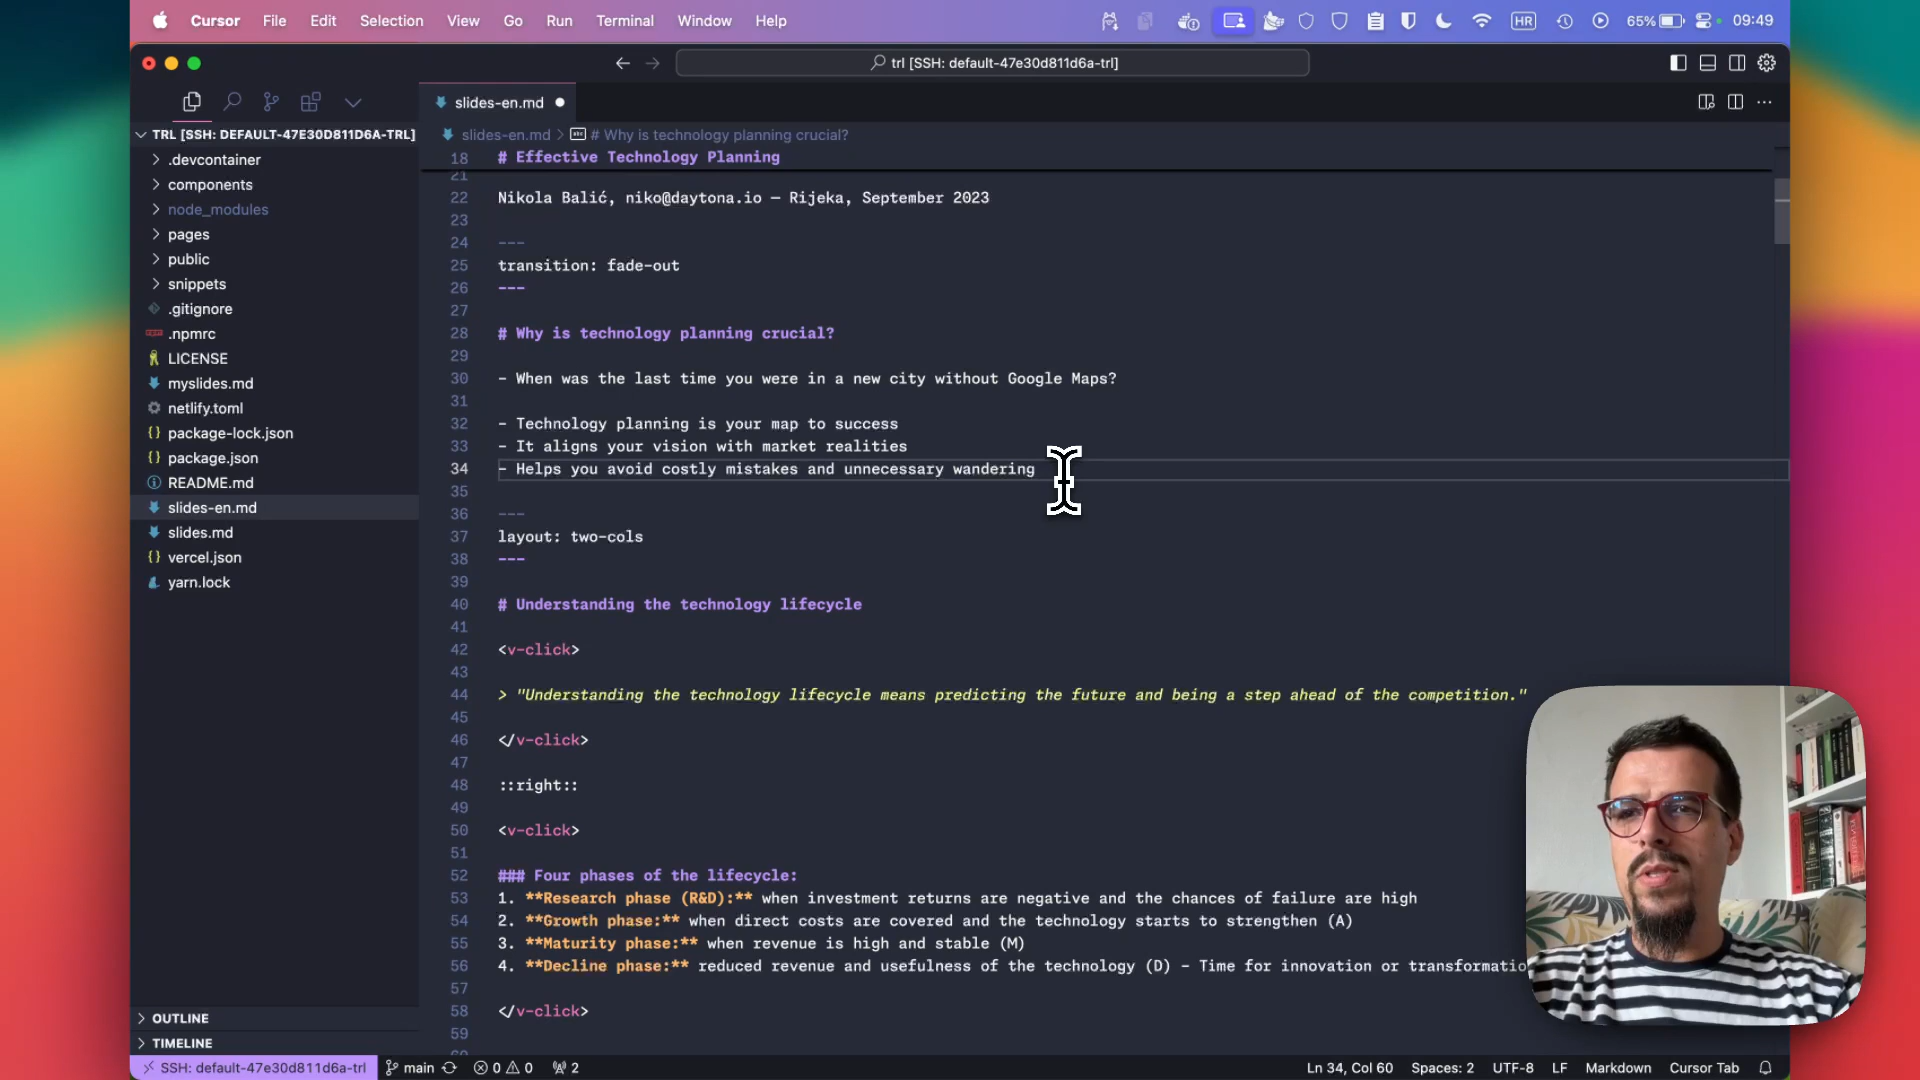 Cursor File Edit Selection View Go Run Terminal Window Help HR 65% 09:49
trl [SSH: default-47e30d811d6a-trl]
slides-en.md
TRL [SSH: DEFAULT-47E30D811D6A-TRL]
.devcontainer
components
node_modules
pages
public
snippets
.gitignore
.npmrc
LICENSE
myslides.md
netlify.toml
package-lock.json
package.json
README.md
slides-en.md
slides.md
vercel.json
yarn.lock
OUTLINE
TIMELINE
slides-en.md > # Why is technology planning crucial?
18 # Effective Technology Planning
21
22 Nikola Balić, niko@daytona.io — Rijeka, September 2023
23
24 ---
25 transition: fade-out
26 ---
27
28 # Why is technology planning crucial?
29
30 - When was the last time you were in a new city without Google Maps?
31
32 - Technology planning is your map to success
33 - It aligns your vision with market realities
34 - Helps you avoid costly mistakes and unnecessary wandering
35
36 ---
37 layout: two-cols
38 ---
39
40 # Understanding the technology lifecycle
41
42 <v-click>
43
44 > "Understanding the technology lifecycle means predicting the future and being a step ahead of the competition."
45
46 </v-click>
47
48 ::right::
49
50 <v-click>
51
52 ### Four phases of the lifecycle:
53 1. **Research phase (R&D):** when investment returns are negative and the chances of failure are high
54 2. **Growth phase:** when direct costs are covered and the technology starts to strengthen (A)
55 3. **Maturity phase:** when revenue is high and stable (M)
56 4. **Decline phase:** reduced revenue and usefulness of the technology (D) - Time for innovation or transformatio
57
58 </v-click>
59
SSH: default-47e30d811d6a-trl main 0 0 2 Ln 34, Col 60 Spaces: 2 UTF-8 LF Markdown Cursor Tab